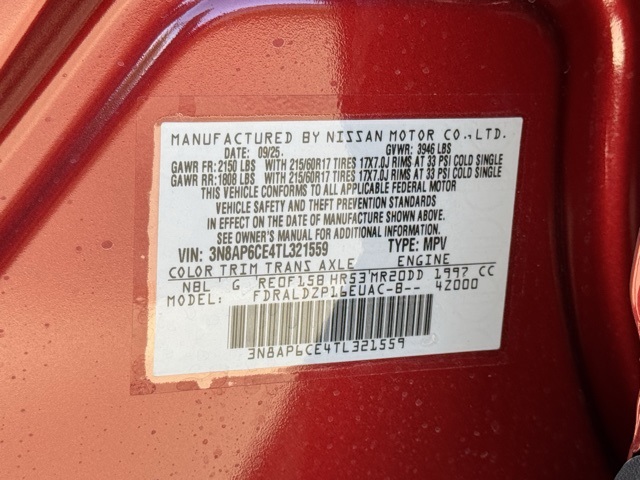 MANUFACTURED BY NISSAN MOTOR CO.,LTD.
DATE: 09/25. GVWR: 3946 LBS
GAWR FR: 2150 LBS WITH 215/60R17 TIRES 17X7.0J RIMS AT 33 PSI COLD SINGLE
GAWR RR: 1808 LBS WITH 215/60R17 TIRES 17X7.0J RIMS AT 33 PSI COLD SINGLE
THIS VEHICLE CONFORMS TO ALL APPLICABLE FEDERAL MOTOR
VEHICLE SAFETY AND THEFT PREVENTION STANDARDS
IN EFFECT ON THE DATE OF MANUFACTURE SHOWN ABOVE.
SEE OWNER'S MANUAL FOR ADDITIONAL INFORMATION.
VIN: 3N8AP6CE4TL321559 TYPE: MPV
COLOR TRIM TRANS AXLE ENGINE
NBL G RE0F15B HR53 MR20DD 1997 CC
MODEL: FDRALDZP16EUAC-B-- 4Z000
3N8AP6CE4TL321559